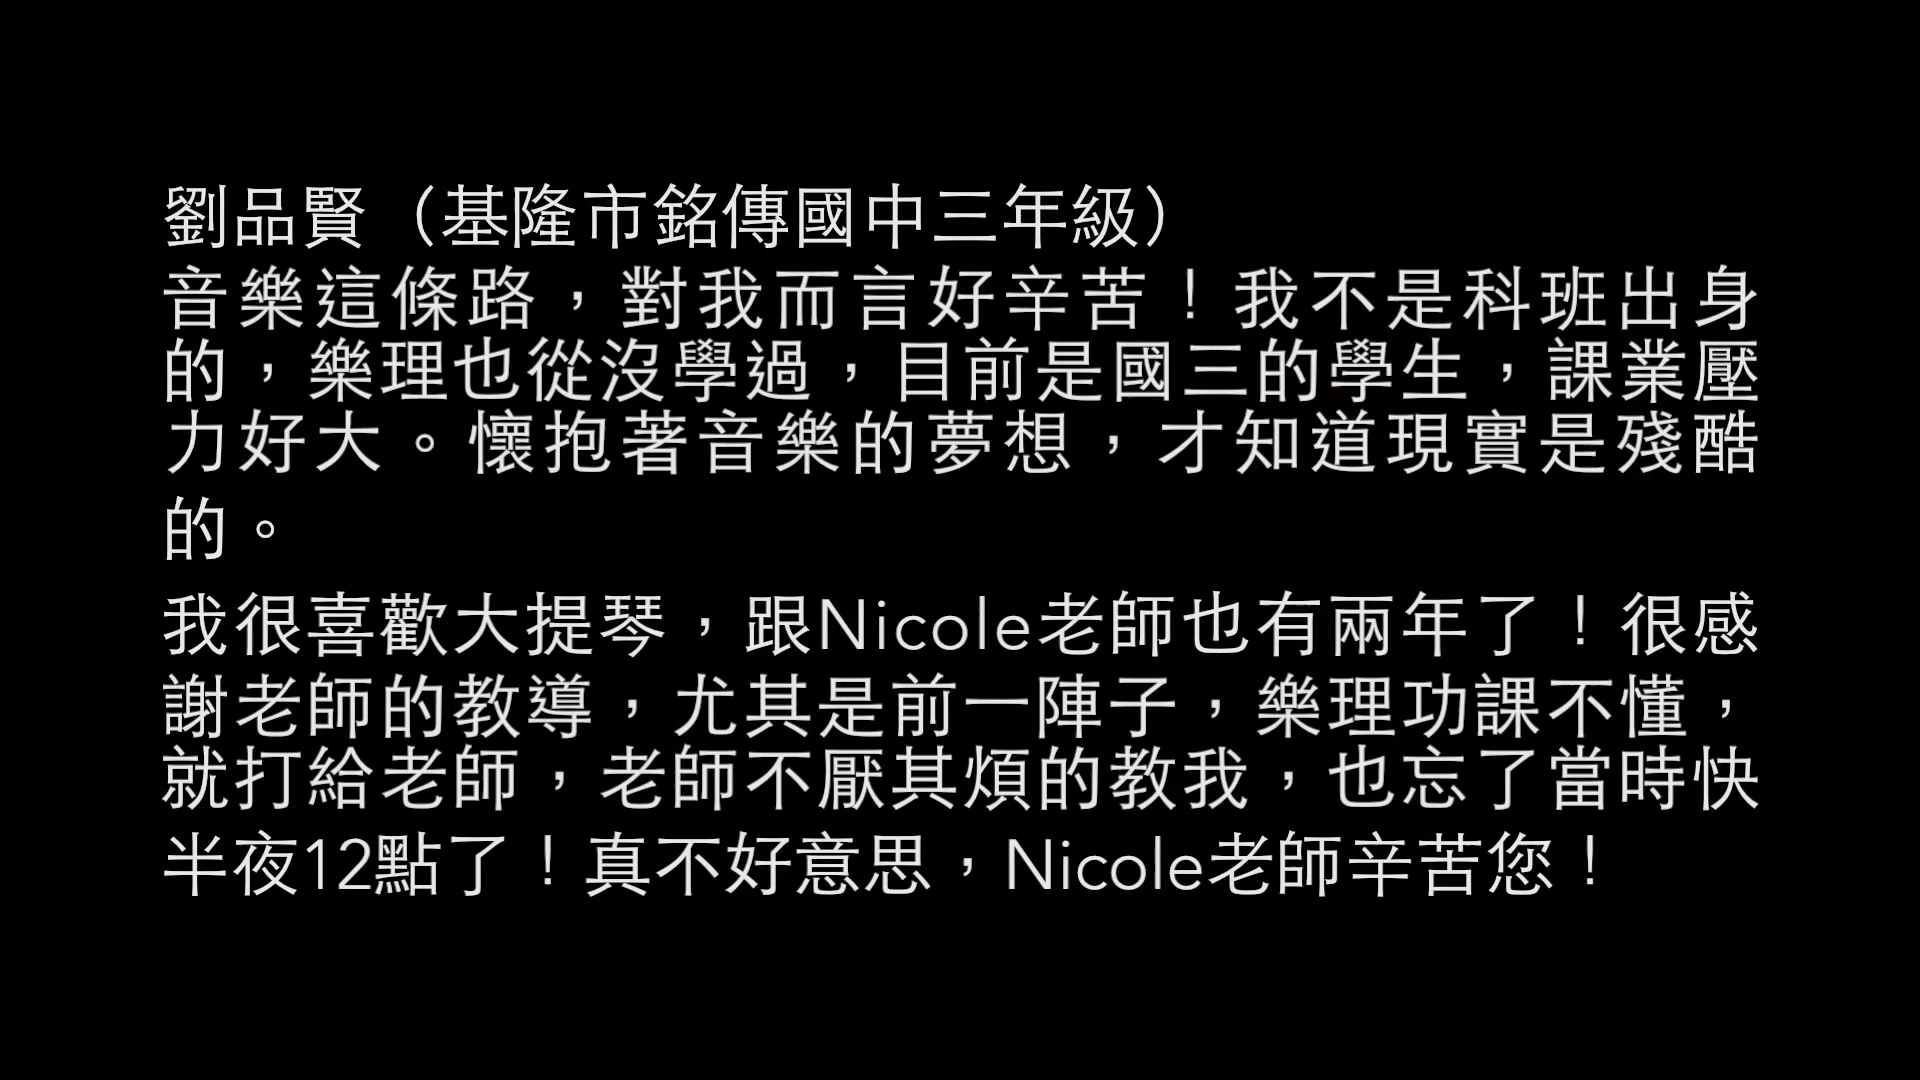 劉品賢（基隆市銘傳國中三年級）
音樂這條路，對我而言好辛苦！我不是科班出身
的，樂理也從沒學過，目前是國三的學生，課業壓
力好大。懷抱著音樂的夢想，才知道現實是殘酷
的。
我很喜歡大提琴，跟Nicole老師也有兩年了！很感
謝老師的教導，尤其是前一陣子，樂理功課不懂，
就打給老師，老師不厭其煩的教我，也忘了當時快
半夜12點了！真不好意思，Nicole老師辛苦您！